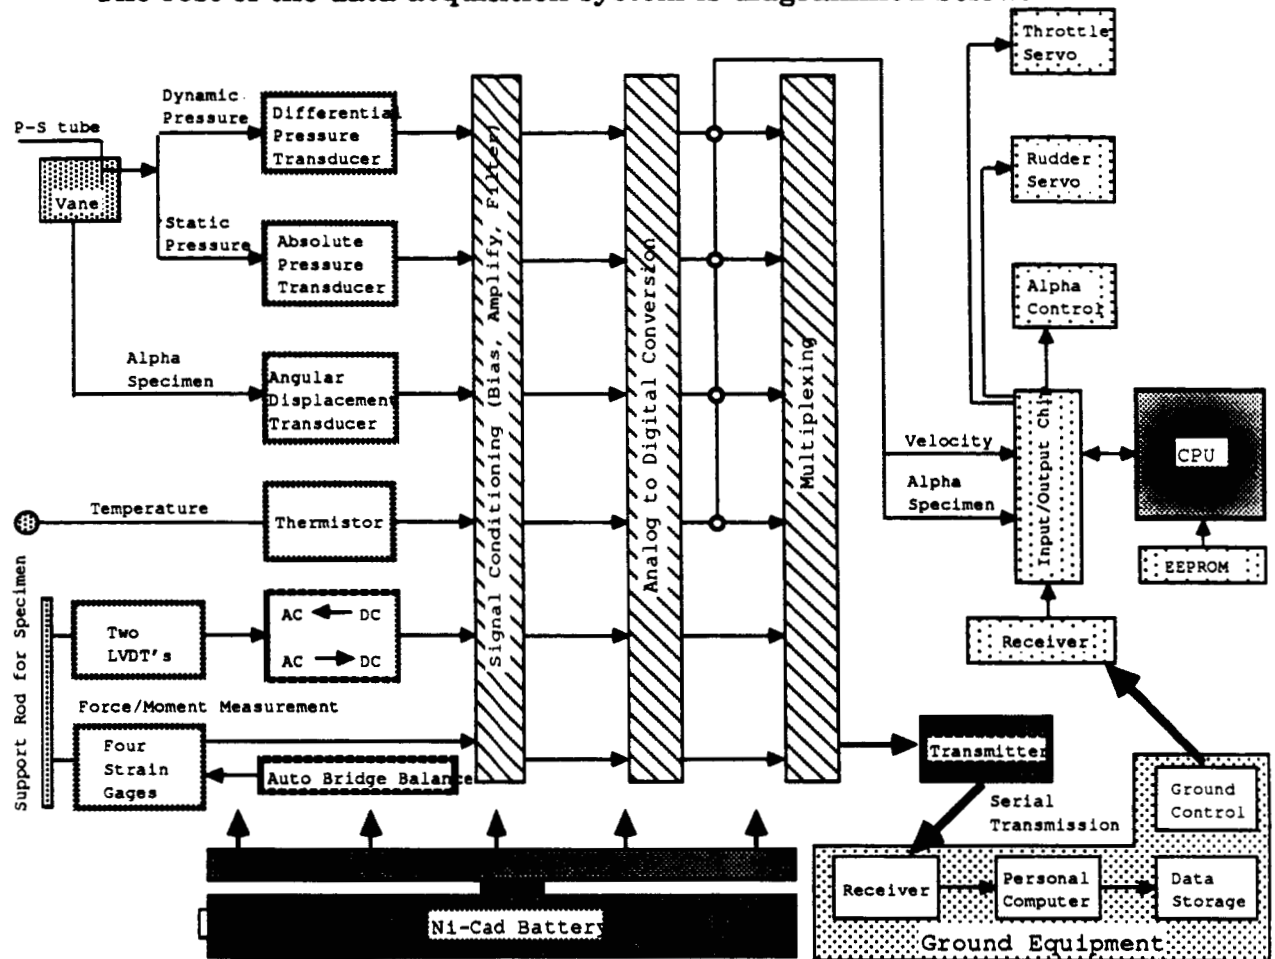 Throttle
Servo
Dynamic
Pressure
P-S tube
Differential
Pressure
Transducer
Vane
Rudder
Servo
Static
Pressure
Absolute
Pressure
Transducer
Alpha
Control
Alpha
Specimen
Angular
Displacement
Transducer
Signal Conditioning (Bias, Amplify, Filter)
Analog to Digital Conversion
Multiplexing
Velocity
Alpha
Specimen
Input/Output Chip
CPU
EEPROM
Temperature
Thermistor
Support Rod for Specimen
Two
LVDT's
AC DC
AC DC
Receiver
Force/Moment Measurement
Four
Strain
Gages
Auto Bridge Balance
Transmitter
Serial
Transmission
Ground
Control
Receiver
Personal
Computer
Data
Storage
Ni-Cad Battery
Ground Equipment